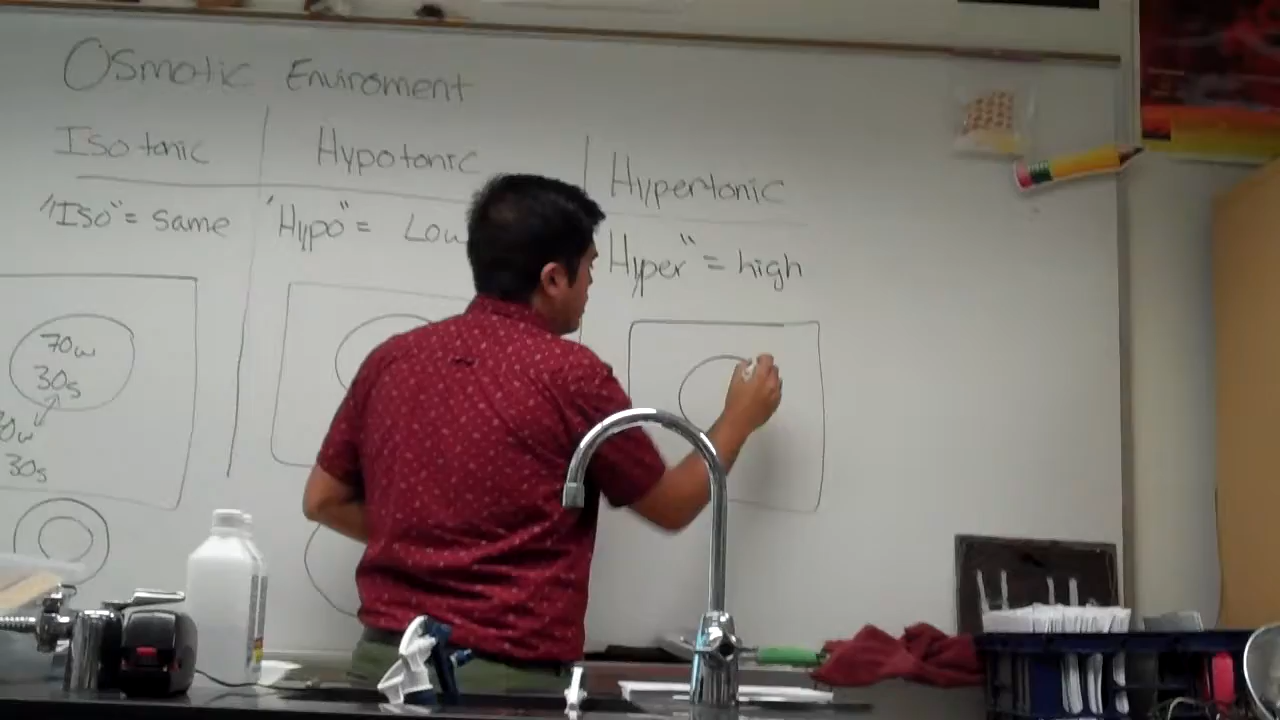 Osmotic Enviroment
Isotonic
Hypotonic
Hypertonic
"Iso" = same
"Hypo" = Low
Hyper" = high
70w
30s
30s